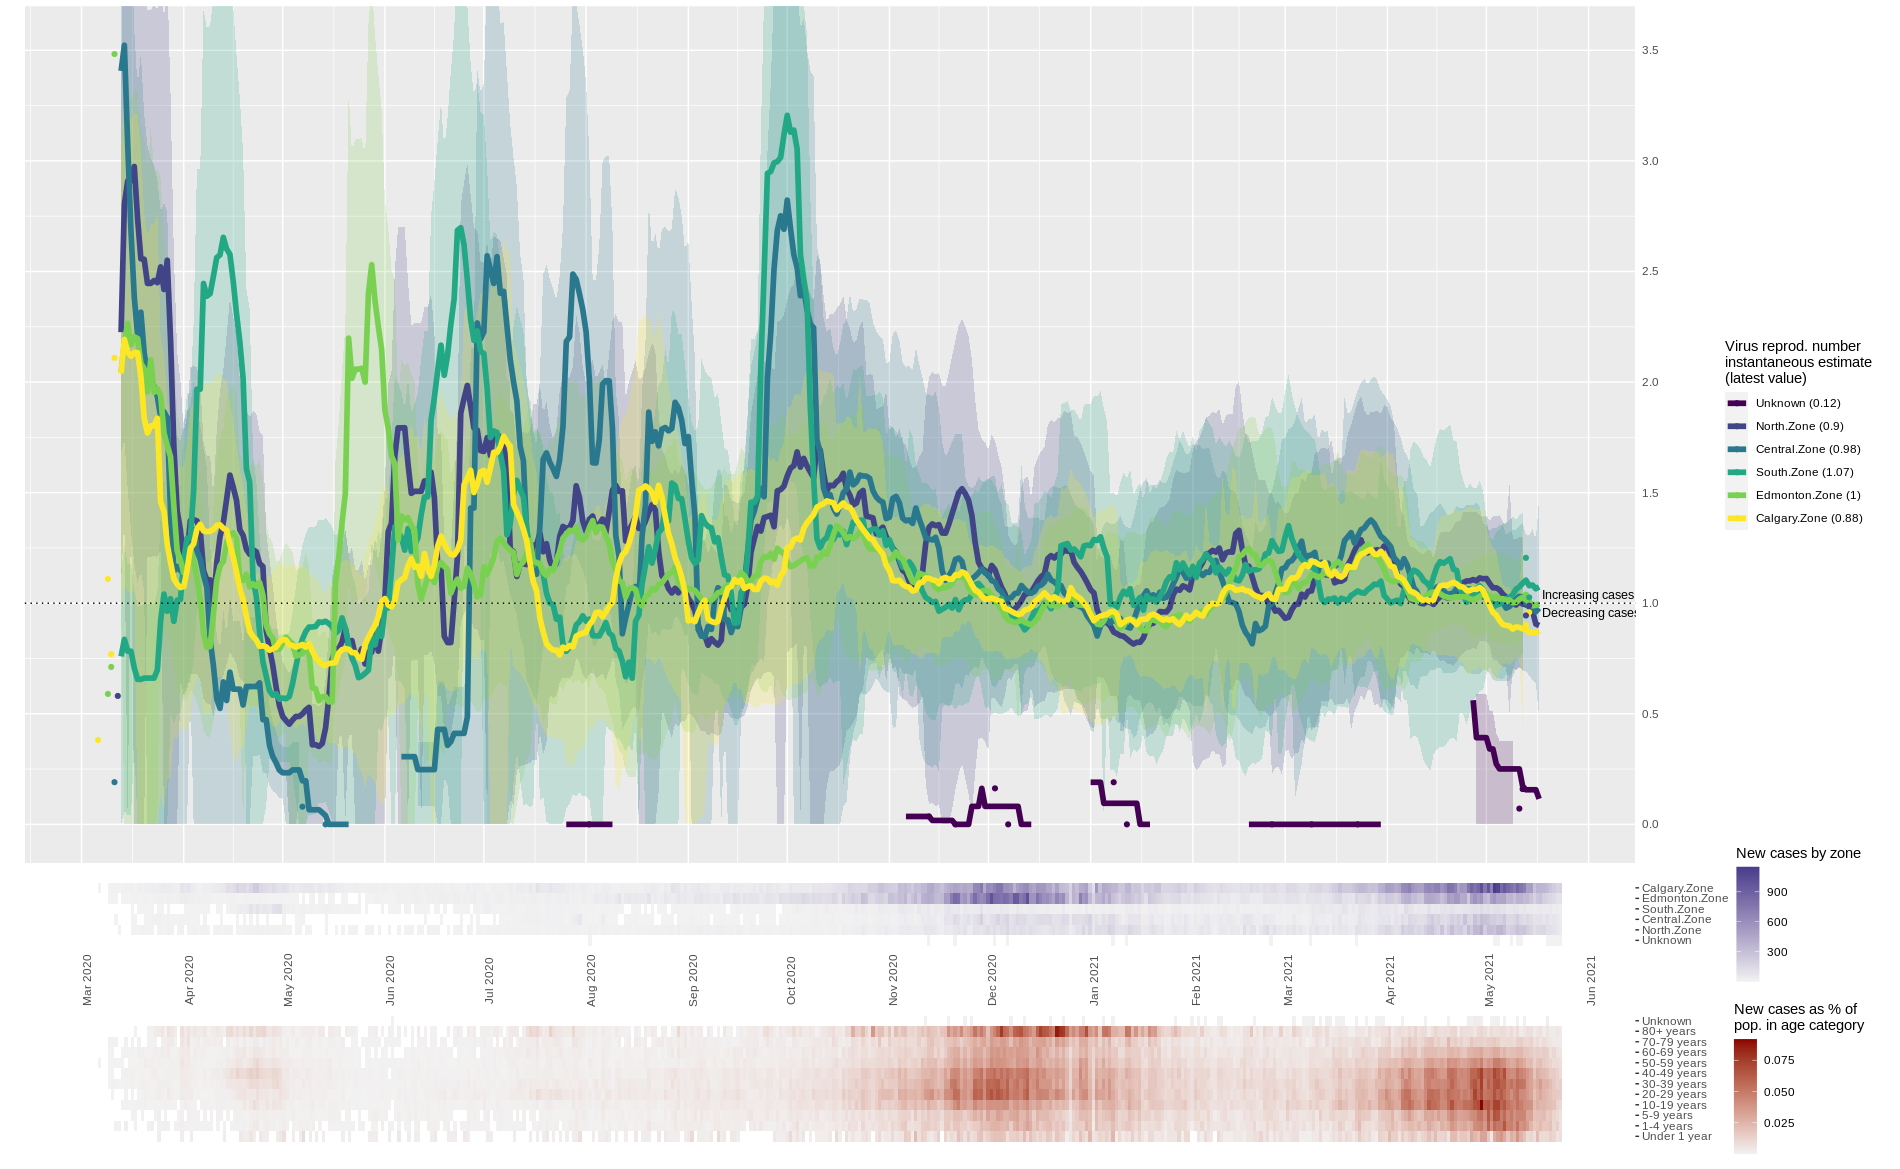 3.5
3.0
2.5
2.0
1.5
1.0
0.5
0.0
Increasing cases
Decreasing cases
Virus reprod. number
instantaneous estimate
(latest value)
Unknown (0.12)
North.Zone (0.9)
Central.Zone (0.98)
South.Zone (1.07)
Edmonton.Zone (1)
Calgary.Zone (0.88)
New cases by zone
900
600
300
Calgary.Zone
Edmonton.Zone
South.Zone
Central.Zone
North.Zone
Unknown
Mar 2020
Apr 2020
May 2020
Jun 2020
Jul 2020
Aug 2020
Sep 2020
Oct 2020
Nov 2020
Dec 2020
Jan 2021
Feb 2021
Mar 2021
Apr 2021
May 2021
Jun 2021
Unknown
80+ years
70-79 years
60-69 years
50-59 years
40-49 years
30-39 years
20-29 years
10-19 years
5-9 years
1-4 years
Under 1 year
New cases as % of
pop. in age category
0.075
0.050
0.025